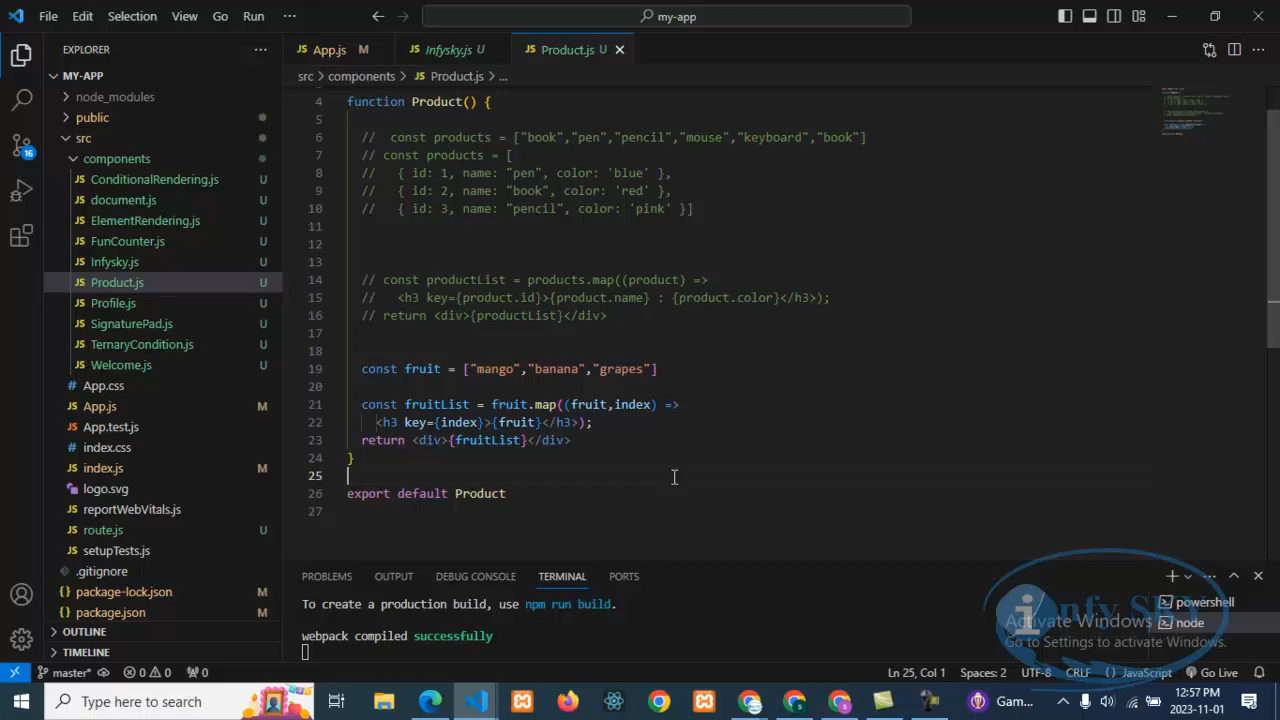 File Edit Selection View Go Run ··· my-app
EXPLORER ···
App.js M Infysky.js U Product.js U
MY-APP
src > components > Product.js > ...
node_modules
public
src
components
ConditionalRendering.js U
document.js U
ElementRendering.js U
FunCounter.js U
Infysky.js U
Product.js U
Profile.js U
SignaturePad.js U
TernaryCondition.js U
Welcome.js U
App.css
App.js M
App.test.js
index.css
index.js M
logo.svg
reportWebVitals.js
route.js U
setupTests.js
.gitignore
package-lock.json M
package.json M
OUTLINE
TIMELINE
16
4 function Product() {
5
6 // const products = ["book","pen","pencil","mouse","keyboard","book"]
7 // const products = [
8 // { id: 1, name: "pen", color: 'blue' },
9 // { id: 2, name: "book", color: 'red' },
10 // { id: 3, name: "pencil", color: 'pink' }]
11
12
13
14 // const productList = products.map((product) =>
15 // <h3 key={product.id}>{product.name} : {product.color}</h3>);
16 // return <div>{productList}</div>
17
18
19 const fruit = ["mango","banana","grapes"]
20
21 const fruitList = fruit.map((fruit,index) =>
22 <h3 key={index}>{fruit}</h3>);
23 return <div>{fruitList}</div>
24 }
25
26 export default Product
27
PROBLEMS OUTPUT DEBUG CONSOLE TERMINAL PORTS
To create a production build, use npm run build.
webpack compiled successfully
powershell
node
Activate Windows
Go to Settings to activate Windows.
master* 0 0 0 Ln 25, Col 1 Spaces: 2 UTF-8 CRLF {} JavaScript Go Live
Type here to search
Gam...
12:57 PM
2023-11-01